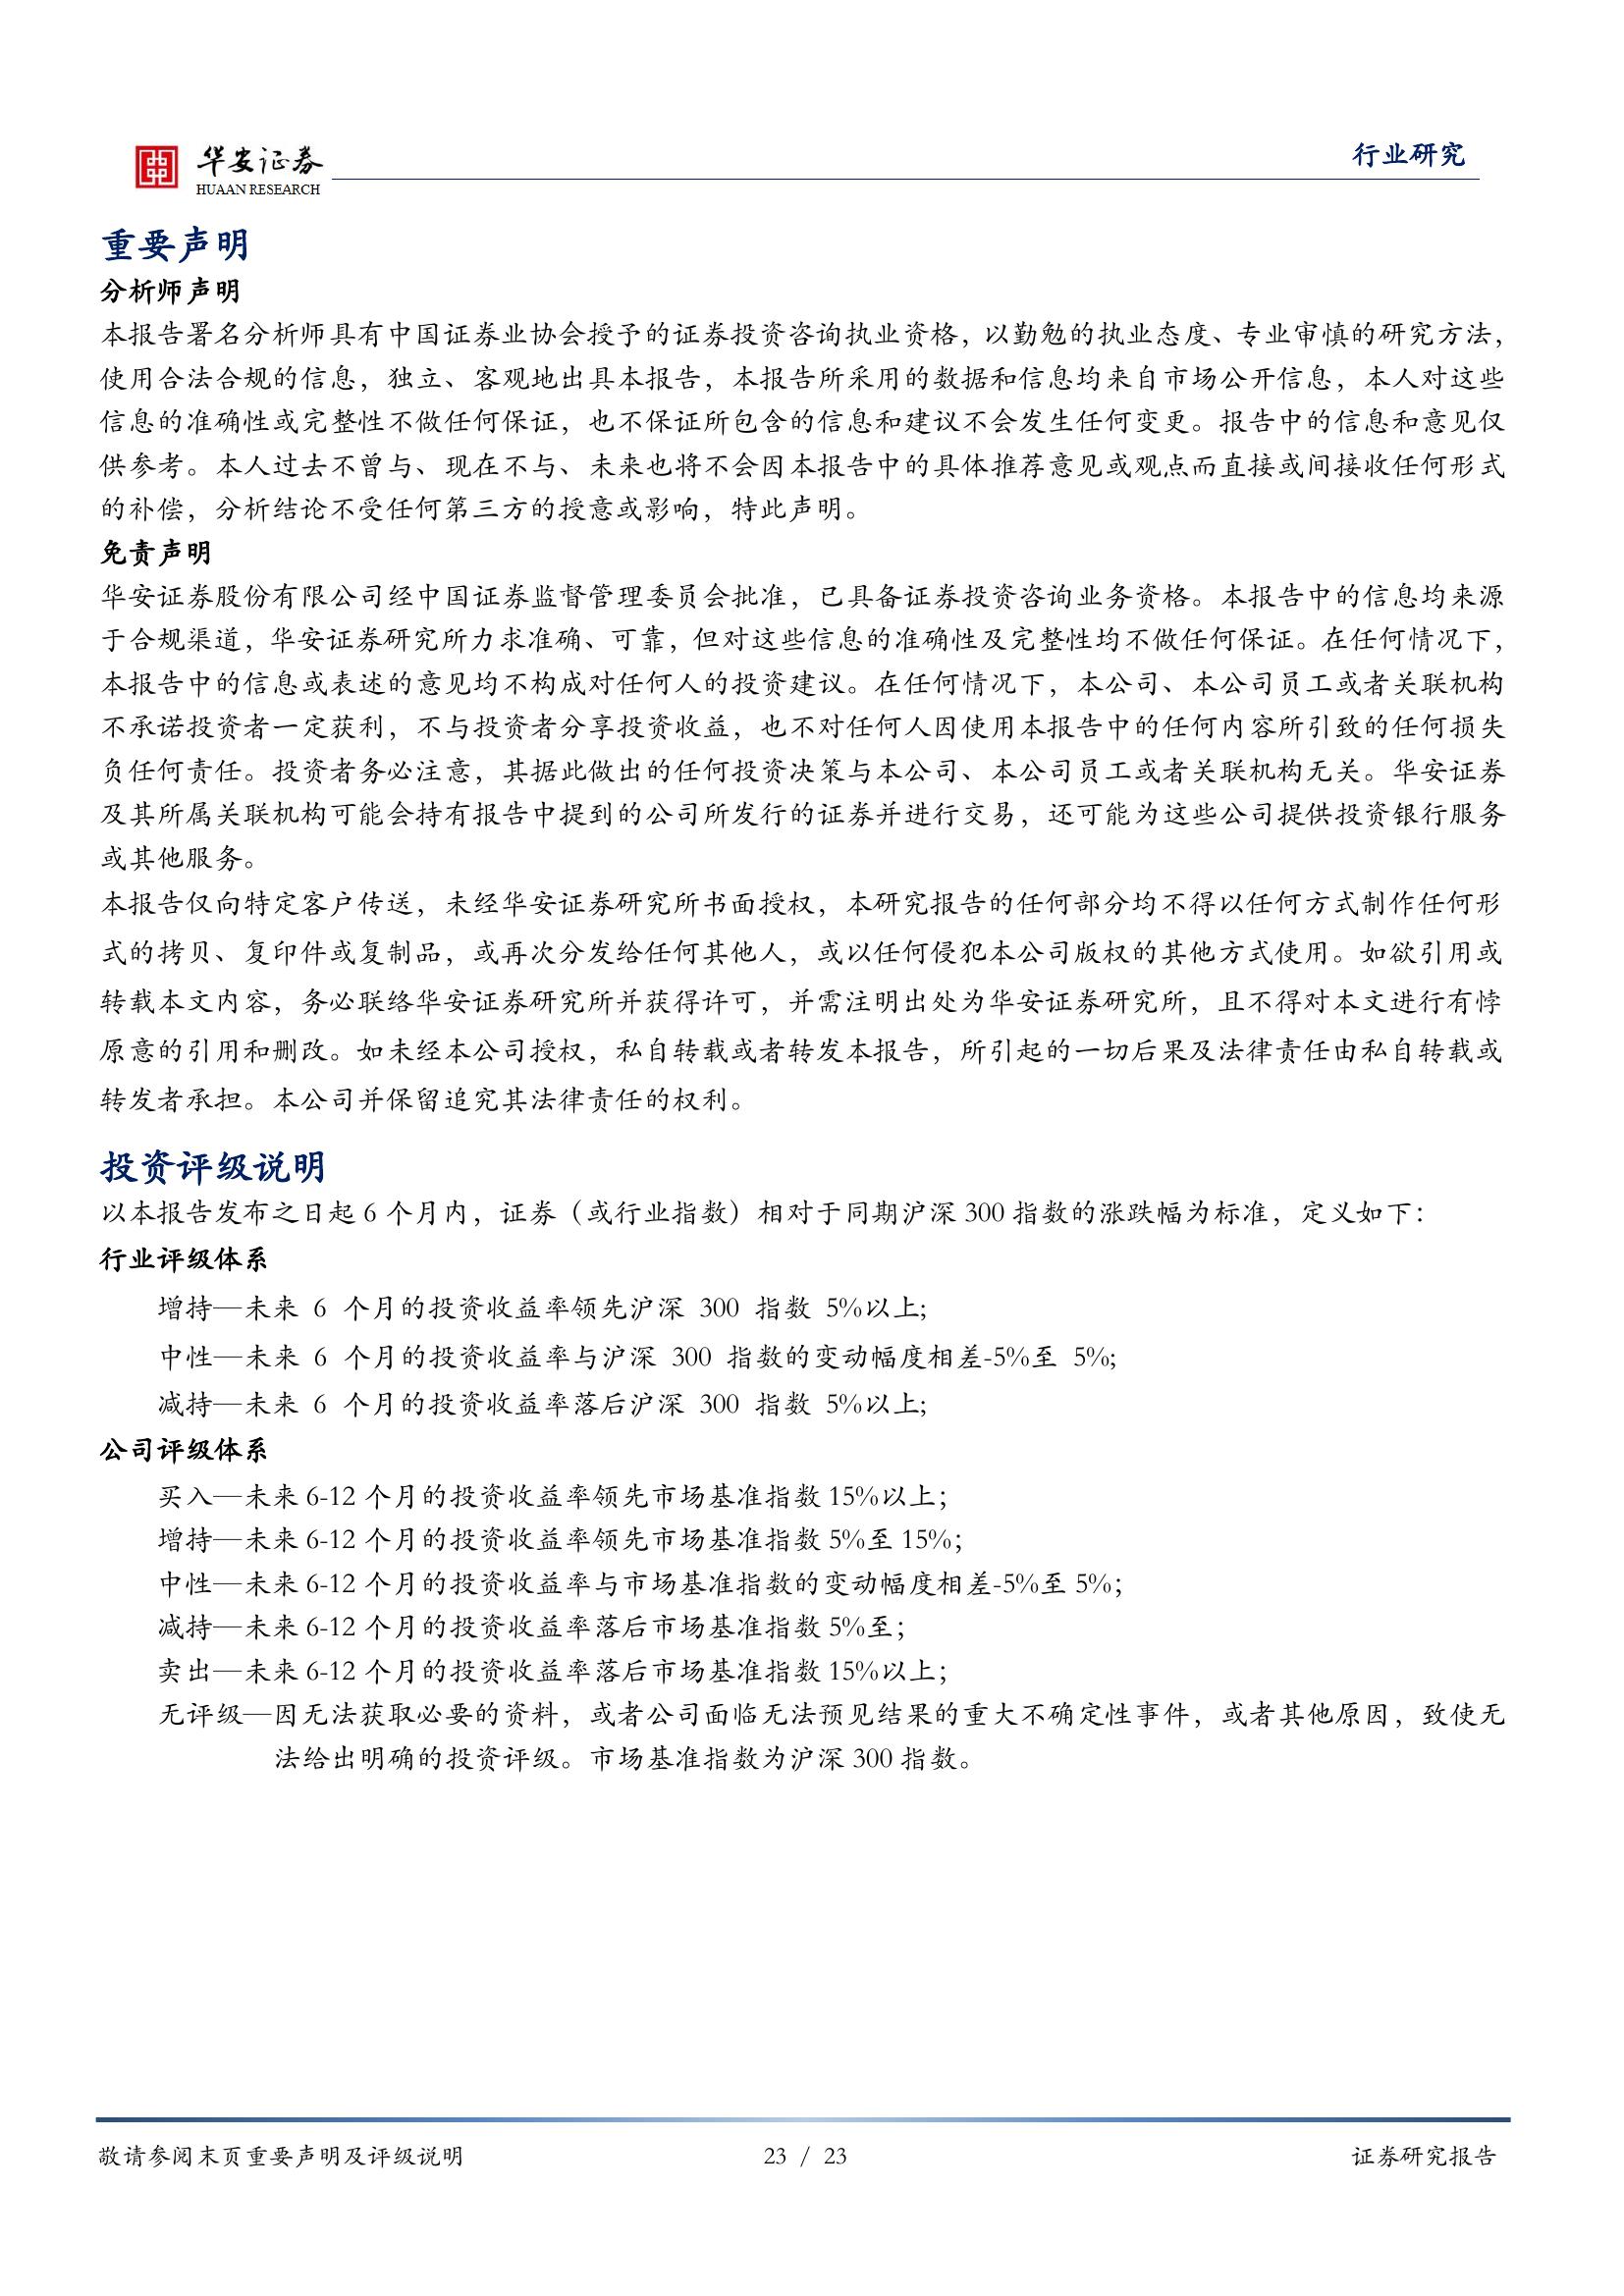 华安证券
HUAAN RESEARCH
行业研究
重要声明
分析师声明
本报告署名分析师具有中国证券业协会授予的证券投资咨询执业资格，以勤勉的执业态度、专业审慎的研究方法，
使用合法合规的信息，独立、客观地出具本报告，本报告所采用的数据和信息均来自市场公开信息，本人对这些
信息的准确性或完整性不做任何保证，也不保证所包含的信息和建议不会发生任何变更。报告中的信息和意见仅
供参考。本人过去不曾与、现在不与、未来也将不会因本报告中的具体推荐意见或观点而直接或间接收任何形式
的补偿，分析结论不受任何第三方的授意或影响，特此声明。
免责声明
华安证券股份有限公司经中国证券监督管理委员会批准，已具备证券投资咨询业务资格。本报告中的信息均来源
于合规渠道，华安证券研究所力求准确、可靠，但对这些信息的准确性及完整性均不做任何保证。在任何情况下，
本报告中的信息或表述的意见均不构成对任何人的投资建议。在任何情况下，本公司、本公司员工或者关联机构
不承诺投资者一定获利，不与投资者分享投资收益，也不对任何人因使用本报告中的任何内容所引致的任何损失
负任何责任。投资者务必注意，其据此做出的任何投资决策与本公司、本公司员工或者关联机构无关。华安证券
及其所属关联机构可能会持有报告中提到的公司所发行的证券并进行交易，还可能为这些公司提供投资银行服务
或其他服务。
本报告仅向特定客户传送，未经华安证券研究所书面授权，本研究报告的任何部分均不得以任何方式制作任何形
式的拷贝、复印件或复制品，或再次分发给任何其他人，或以任何侵犯本公司版权的其他方式使用。如欲引用或
转载本文内容，务必联络华安证券研究所并获得许可，并需注明出处为华安证券研究所，且不得对本文进行有悖
原意的引用和删改。如未经本公司授权，私自转载或者转发本报告，所引起的一切后果及法律责任由私自转载或
转发者承担。本公司并保留追究其法律责任的权利。
投资评级说明
以本报告发布之日起 6 个月内，证券（或行业指数）相对于同期沪深 300 指数的涨跌幅为标准，定义如下：
行业评级体系
增持—未来 6 个月的投资收益率领先沪深 300 指数 5%以上;
中性—未来 6 个月的投资收益率与沪深 300 指数的变动幅度相差-5%至 5%;
减持—未来 6 个月的投资收益率落后沪深 300 指数 5%以上;
公司评级体系
买入—未来 6-12 个月的投资收益率领先市场基准指数 15%以上；
增持—未来 6-12 个月的投资收益率领先市场基准指数 5%至 15%；
中性—未来 6-12 个月的投资收益率与市场基准指数的变动幅度相差-5%至 5%；
减持—未来 6-12 个月的投资收益率落后市场基准指数 5%至；
卖出—未来 6-12 个月的投资收益率落后市场基准指数 15%以上；
无评级—因无法获取必要的资料，或者公司面临无法预见结果的重大不确定性事件，或者其他原因，致使无
法给出明确的投资评级。市场基准指数为沪深 300 指数。
敬请参阅末页重要声明及评级说明
23 / 23
证券研究报告